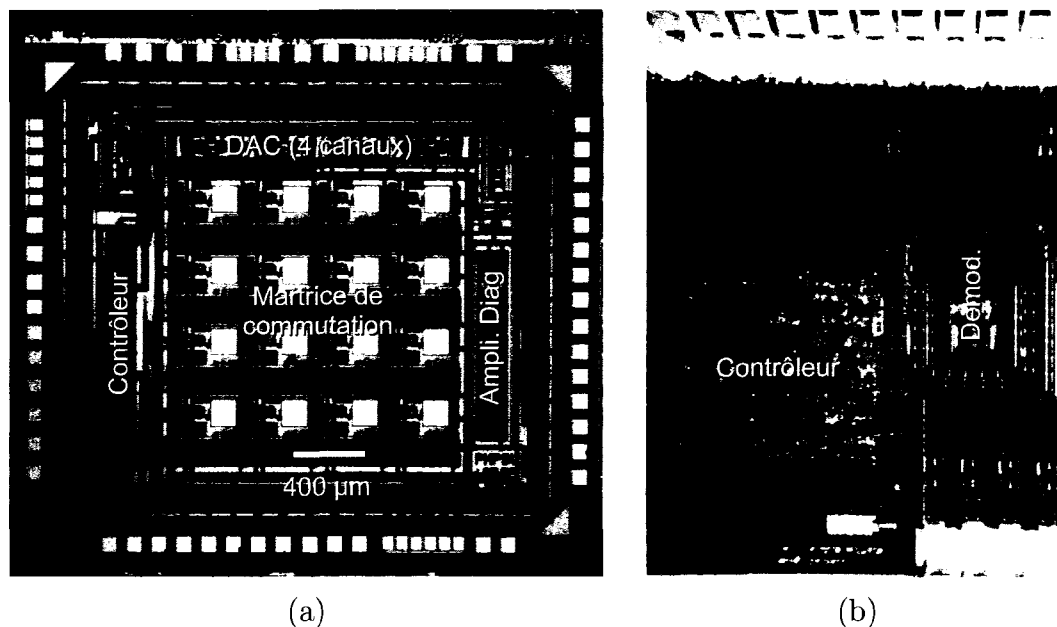 DAC (4 canaux)
Contrôleur
Martrice de
commutation
Ampli. Diag
400 µm
Contrôleur
Demod.
(a)
(b)